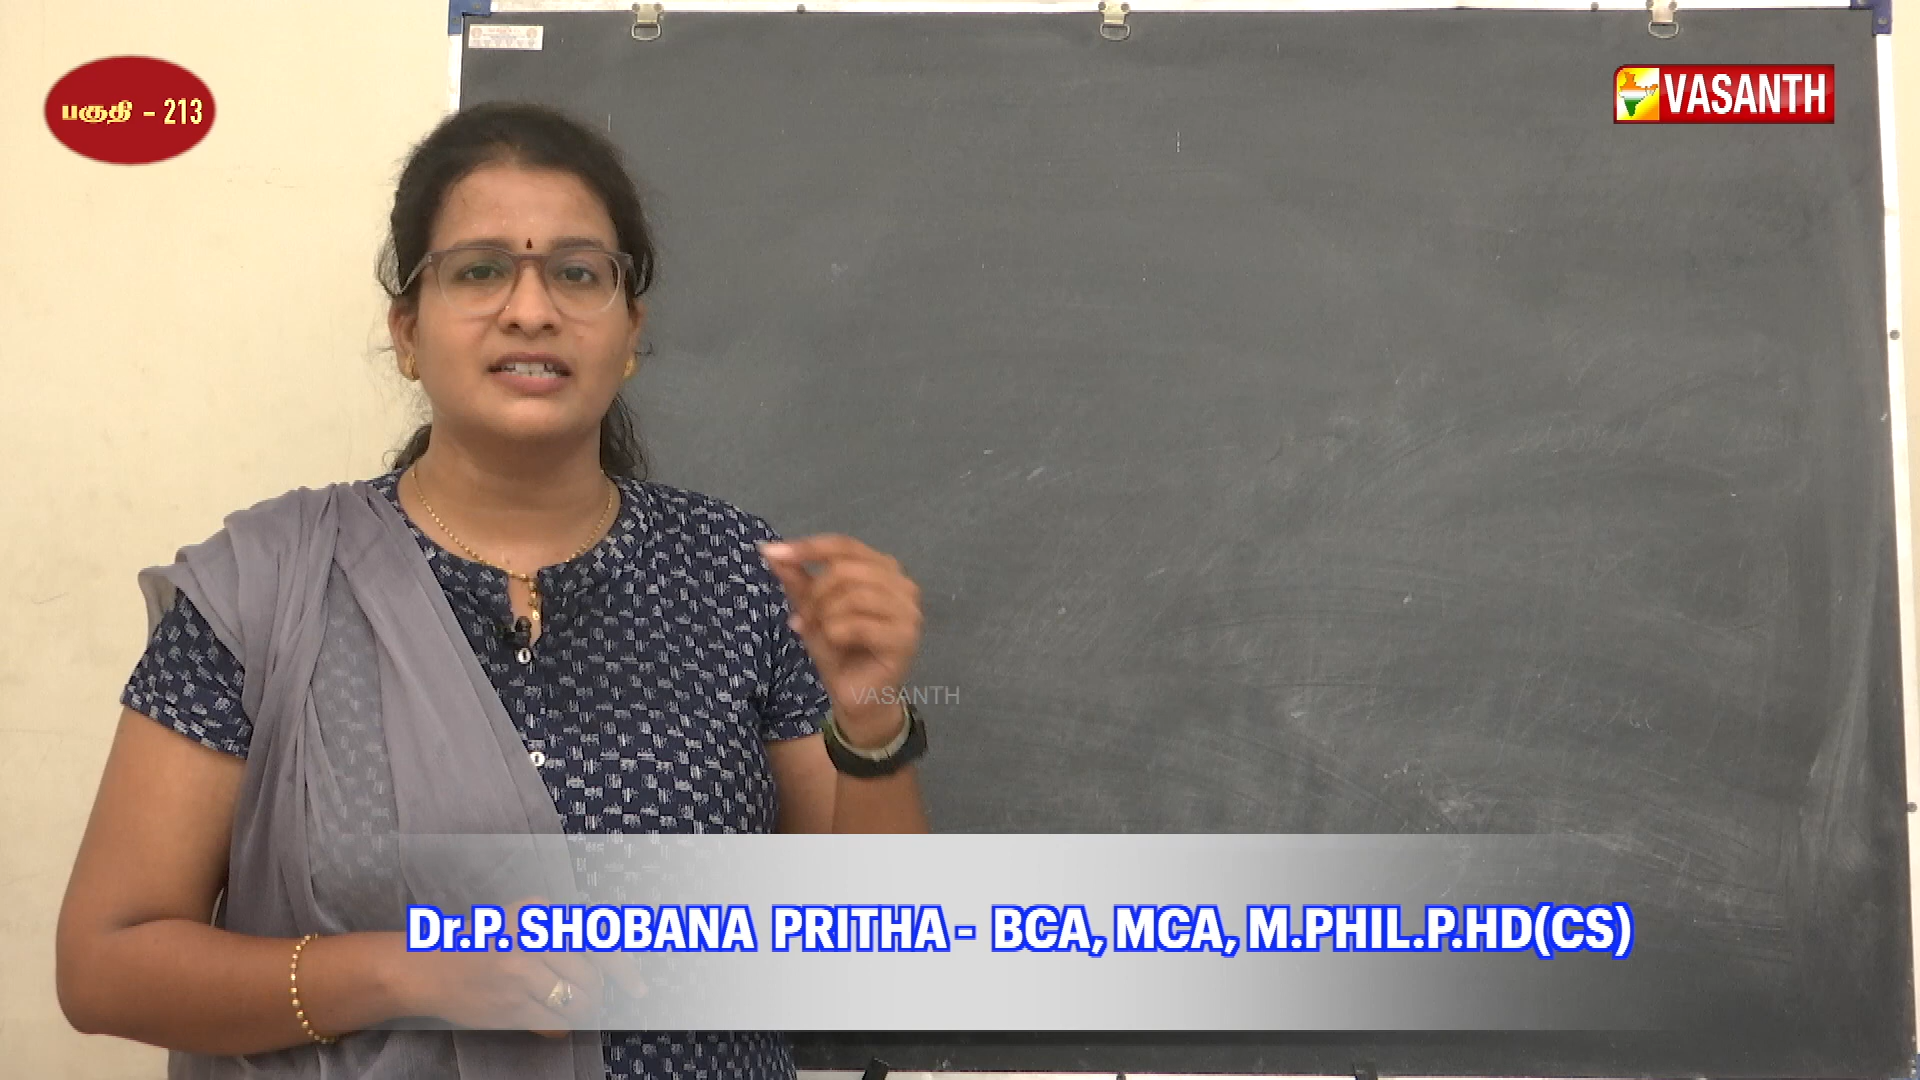 பகுதி - 213
VASANTH
VASANTH
Dr.P. SHOBANA PRITHA - BCA, MCA, M.PHIL.P.HD(CS)